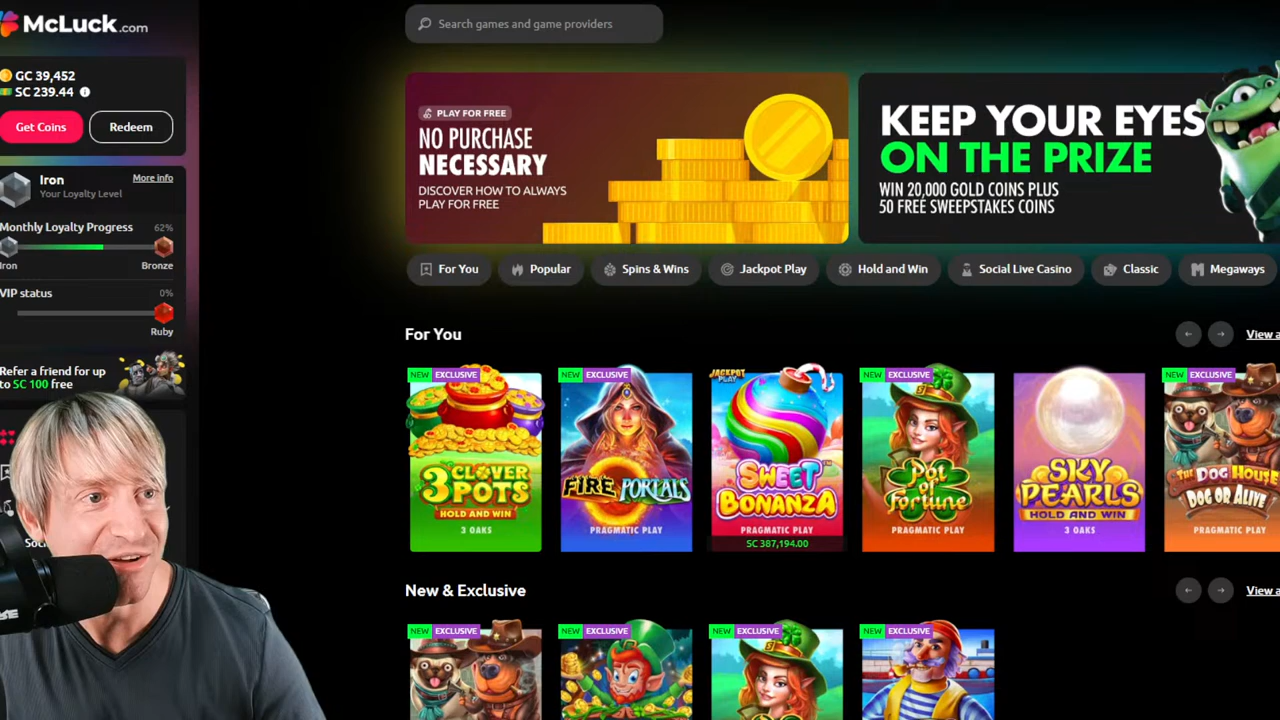 McLuck.com
Search games and game providers
GC 39,452
SC 239.44
Get Coins
Redeem
Iron
More info
Your Loyalty Level
Monthly Loyalty Progress
62%
Iron
Bronze
VIP status
0%
Ruby
Refer a friend for up
to SC 100 free
PLAY FOR FREE
NO PURCHASE
NECESSARY
DISCOVER HOW TO ALWAYS
PLAY FOR FREE
KEEP YOUR EYES
ON THE PRIZE
WIN 20,000 GOLD COINS PLUS
50 FREE SWEEPSTAKES COINS
For You
Popular
Spins & Wins
Jackpot Play
Hold and Win
Social Live Casino
Classic
Megaways
For You
View a
NEW EXCLUSIVE
3 CLOVER
POTS
HOLD AND WIN
3 OAKS
NEW EXCLUSIVE
FIRE PORTALS
PRAGMATIC PLAY
JACKPOT
PLAY
SWEET
BONANZA
PRAGMATIC PLAY
SC 387,194.00
NEW EXCLUSIVE
Pot
of
Fortune
PRAGMATIC PLAY
SKY
PEARLS
HOLD AND WIN
3 OAKS
NEW EXCLUSIVE
THE DOG HOUSE
DOG OR ALIVE
PRAGMATIC PLAY
New & Exclusive
View a
NEW EXCLUSIVE
NEW EXCLUSIVE
NEW EXCLUSIVE
NEW EXCLUSIVE